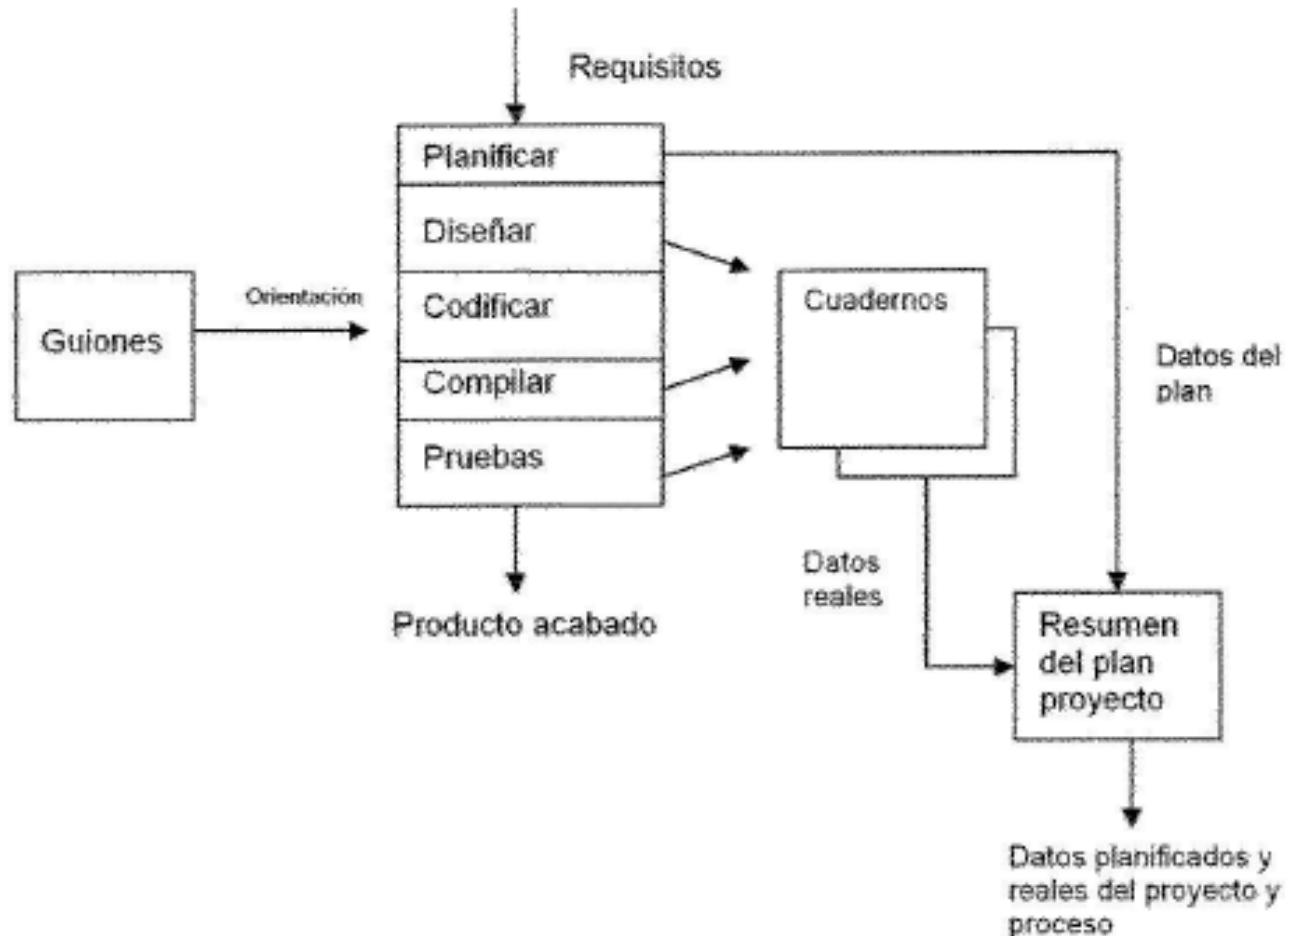 Requisitos
Planificar
Diseñar
Codificar
Compilar
Pruebas
Guiones
Orientación
Cuadernos
Datos del
plan
Datos
reales
Producto acabado
Resumen
del plan
proyecto
Datos planificados y
reales del proyecto y
proceso